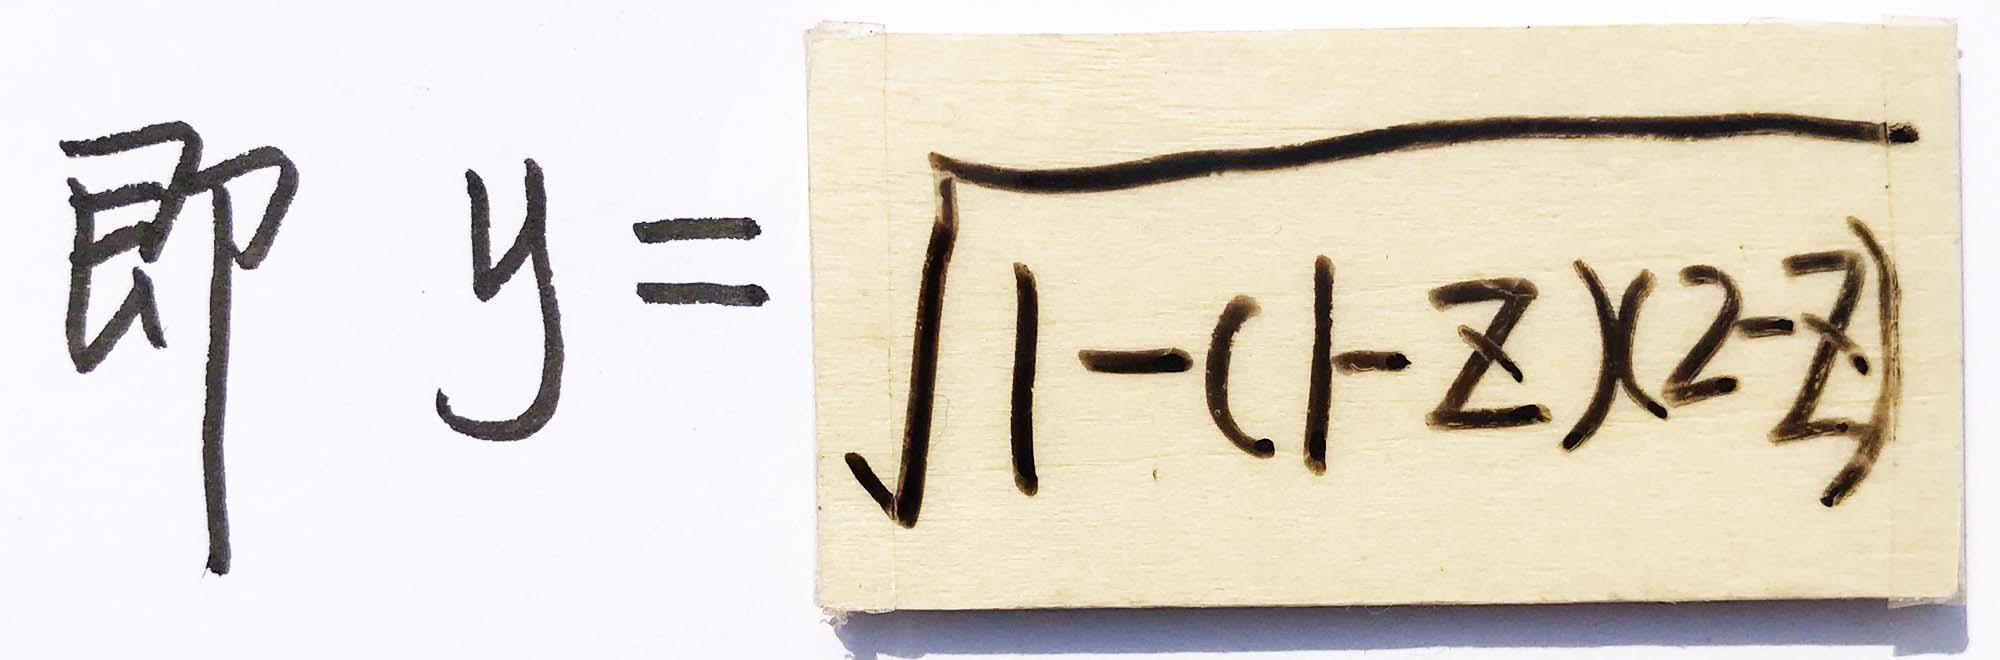 即 y = √(1-(1-Z)(2-Z))